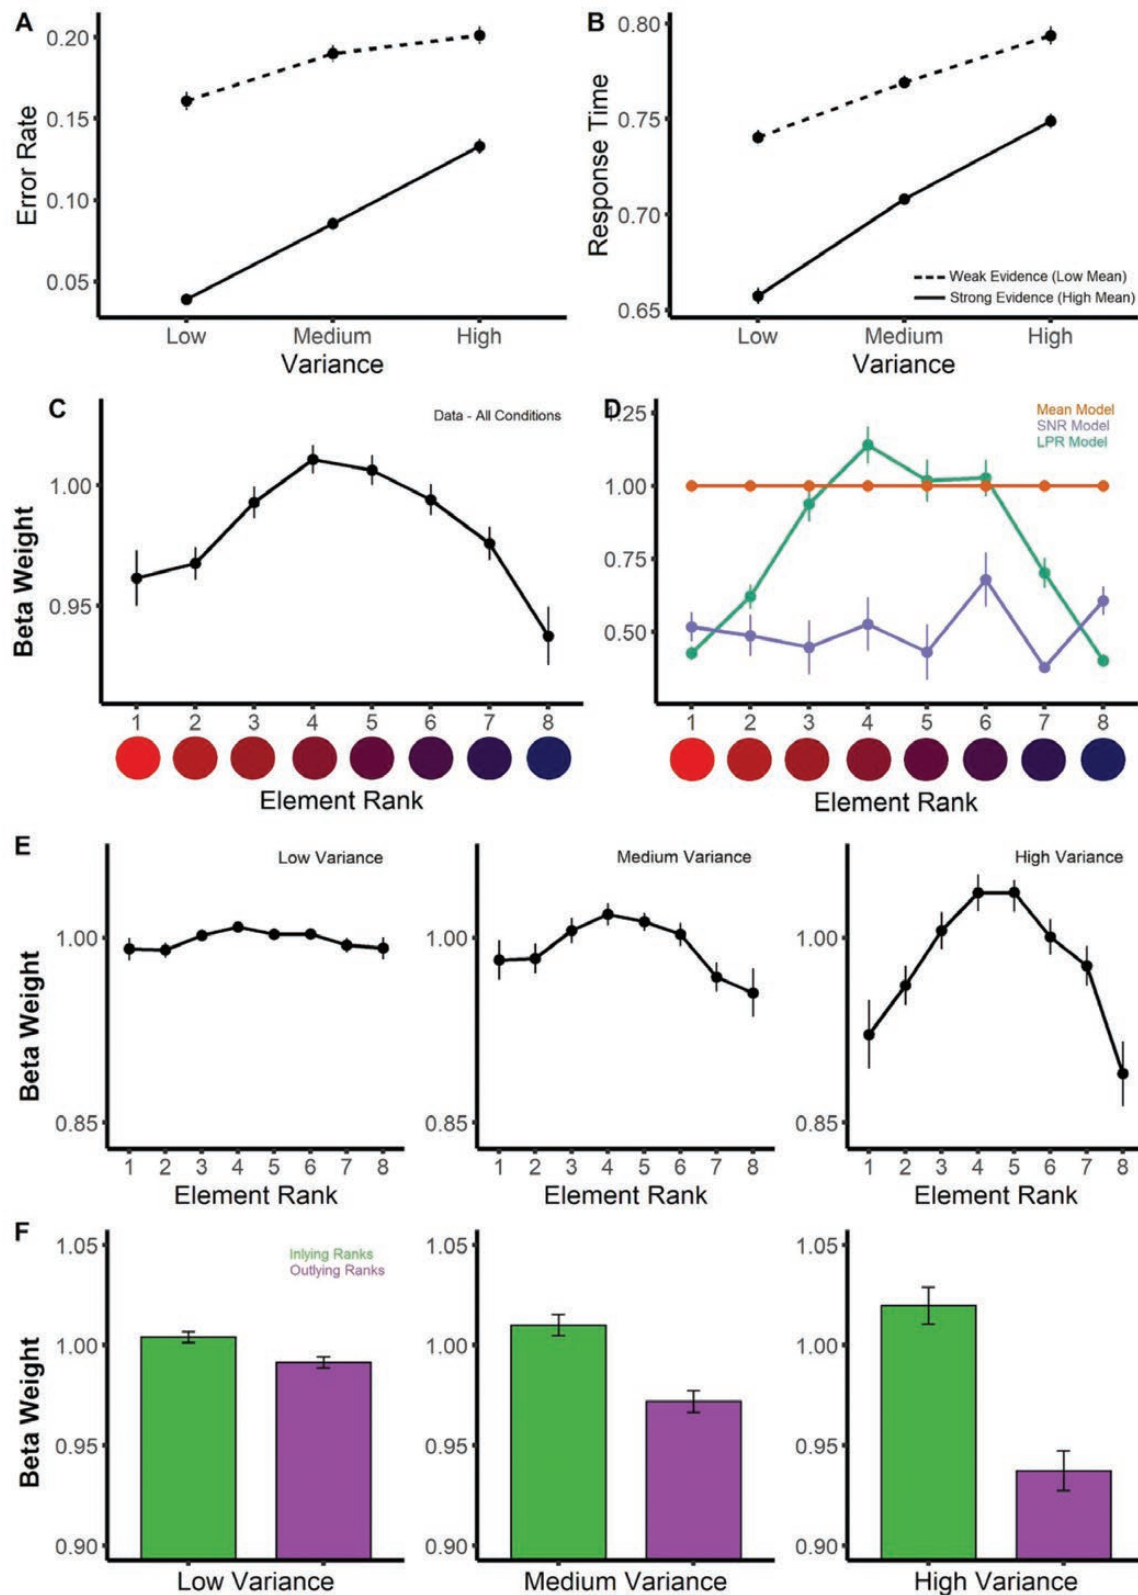 A
Error Rate
0.20
0.15
0.10
0.05
Low Medium High
Variance
B
Response Time
0.80
0.75
0.70
0.65
Weak Evidence (Low Mean)
Strong Evidence (High Mean)
Low Medium High
Variance
C
Data - All Conditions
Beta Weight
1.00
0.95
1 2 3 4 5 6 7 8
Element Rank
D
1.25
1.00
0.75
0.50
Mean Model
SNR Model
LPR Model
1 2 3 4 5 6 7 8
Element Rank
E
Beta Weight
Low Variance
1.00
0.85
1 2 3 4 5 6 7 8
Element Rank
Medium Variance
1.00
0.85
1 2 3 4 5 6 7 8
Element Rank
High Variance
1.00
0.85
1 2 3 4 5 6 7 8
Element Rank
F
Beta Weight
1.05
1.00
0.95
0.90
Inlying Ranks
Outlying Ranks
Low Variance
1.05
1.00
0.95
0.90
Medium Variance
1.05
1.00
0.95
0.90
High Variance